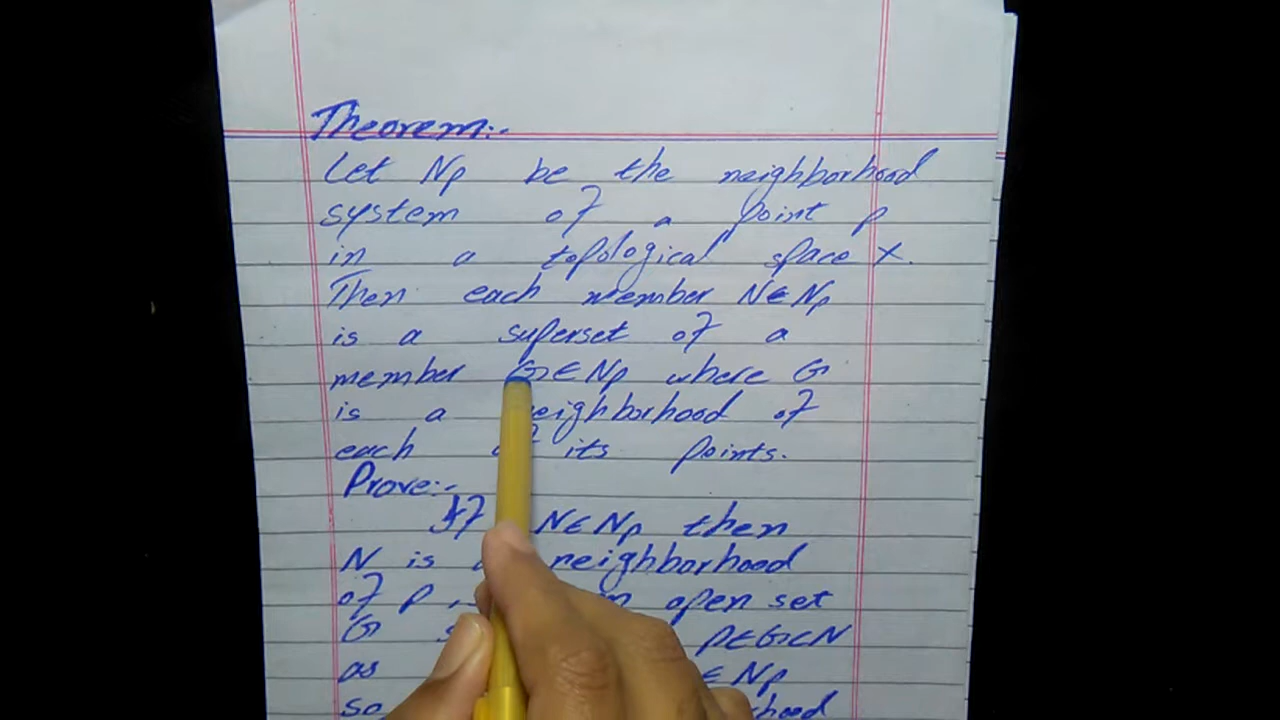 Theorem:-
Let Np be the neighborhood
system of a point p
in a topological space X.
Then each member N∈Np
is a superset of a
member G∈Np where G
is a neighborhood of
each its points.
Prove:-
If N∈Np then
N is neighborhood
of p open set
G p∈G⊂N
as ∈Np
so